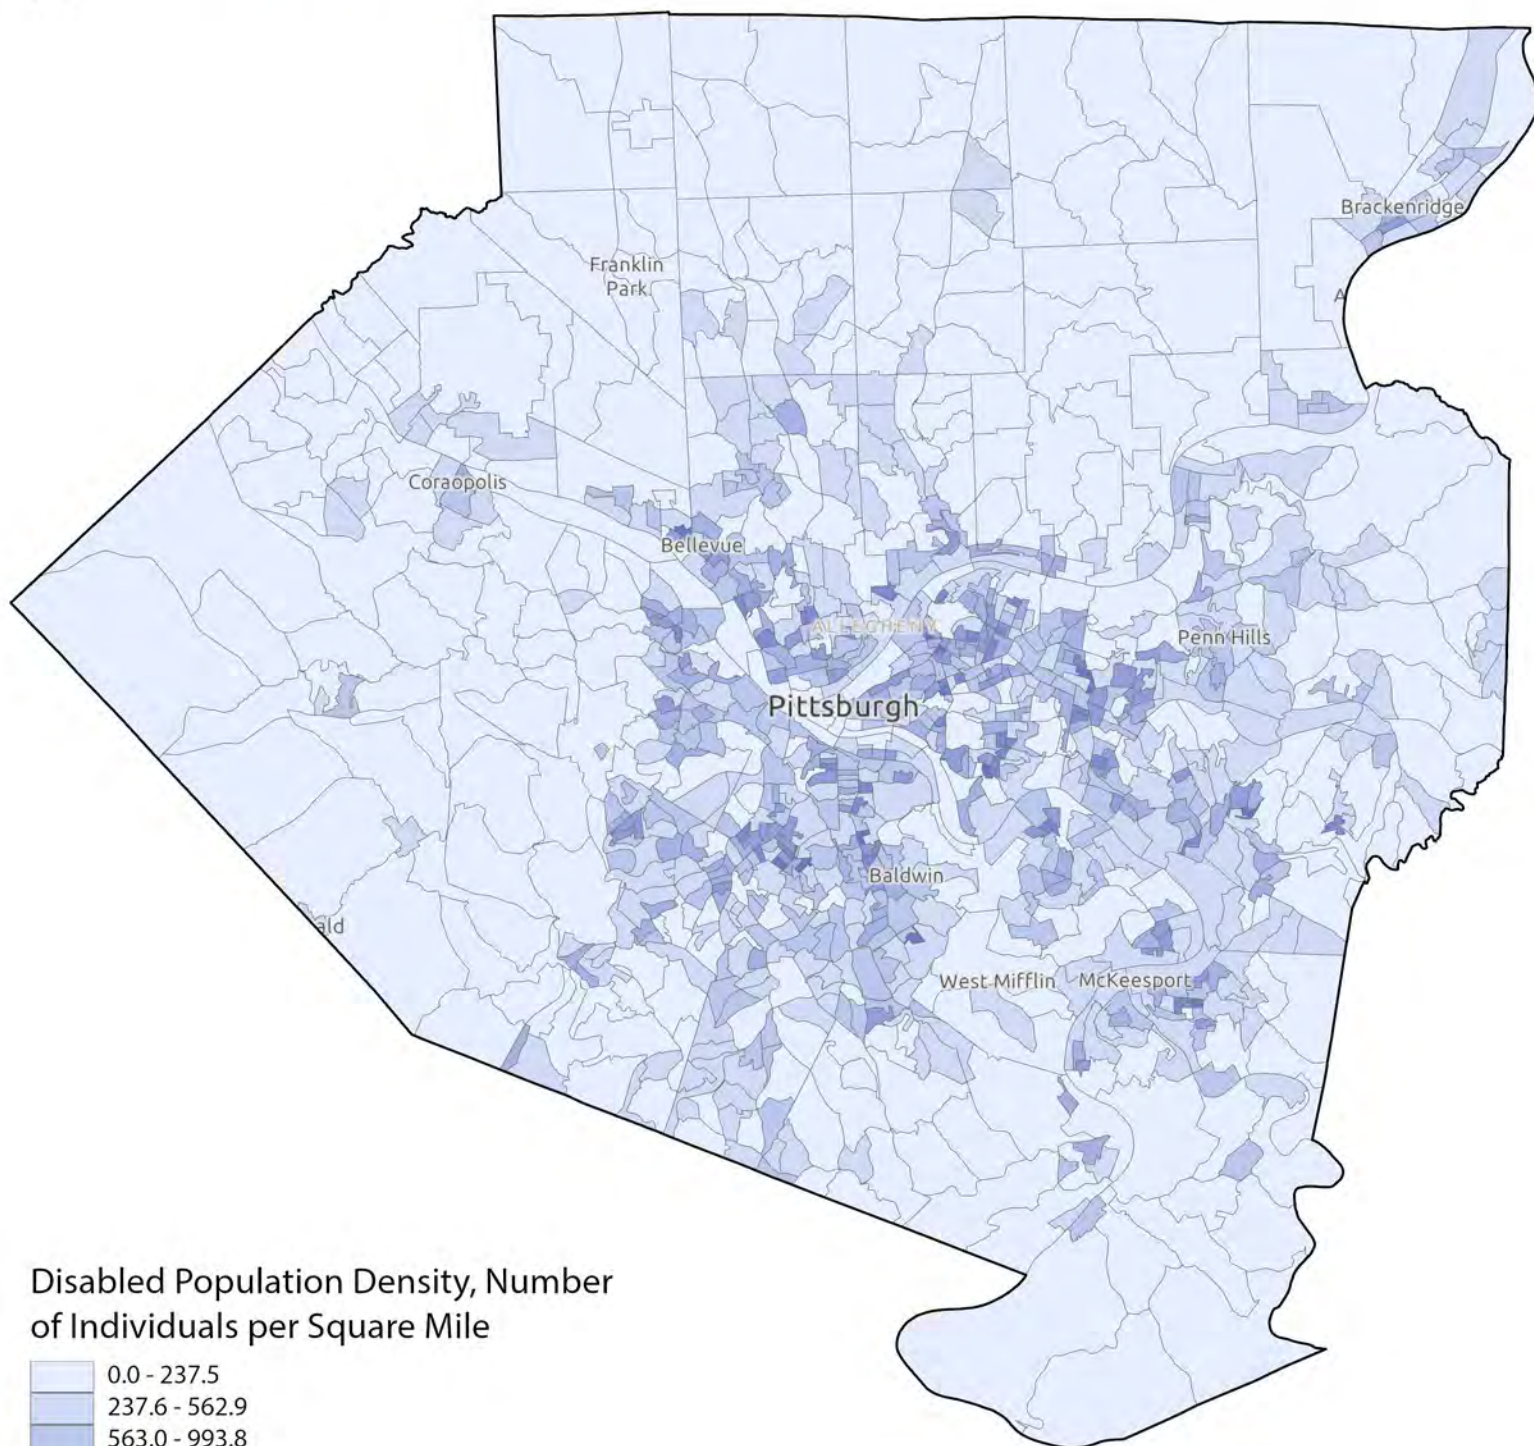 Brackenridge
Franklin
Park
A
Coraopolis
Bellevue
ALLEGHENY
Penn Hills
Pittsburgh
Baldwin
ald
West Mifflin
McKeesport
Disabled Population Density, Number
of Individuals per Square Mile
0.0 - 237.5
237.6 - 562.9
563.0 - 993.8